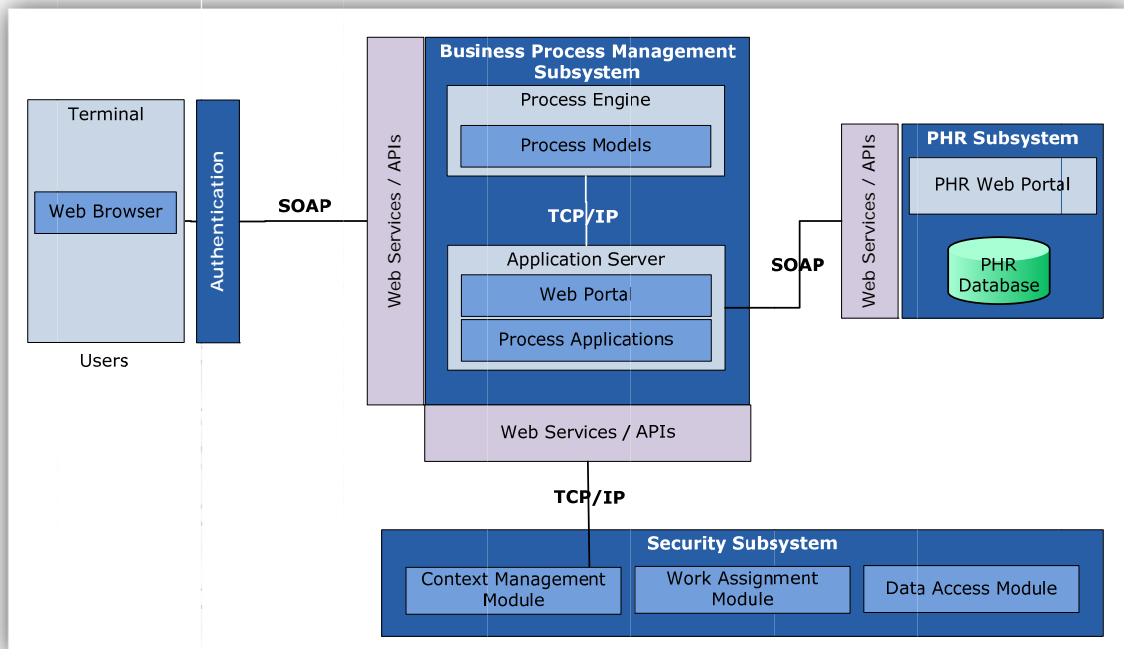 Terminal
Web Browser
Users
Authentication
SOAP
Web Services / APIs
Business Process Management
Subsystem
Process Engine
Process Models
TCP/IP
Application Server
Web Portal
Process Applications
Web Services / APIs
SOAP
Web Services / APIs
PHR Subsystem
PHR Web Portal
PHR
Database
TCP/IP
Security Subsystem
Context Management
Module
Work Assignment
Module
Data Access Module